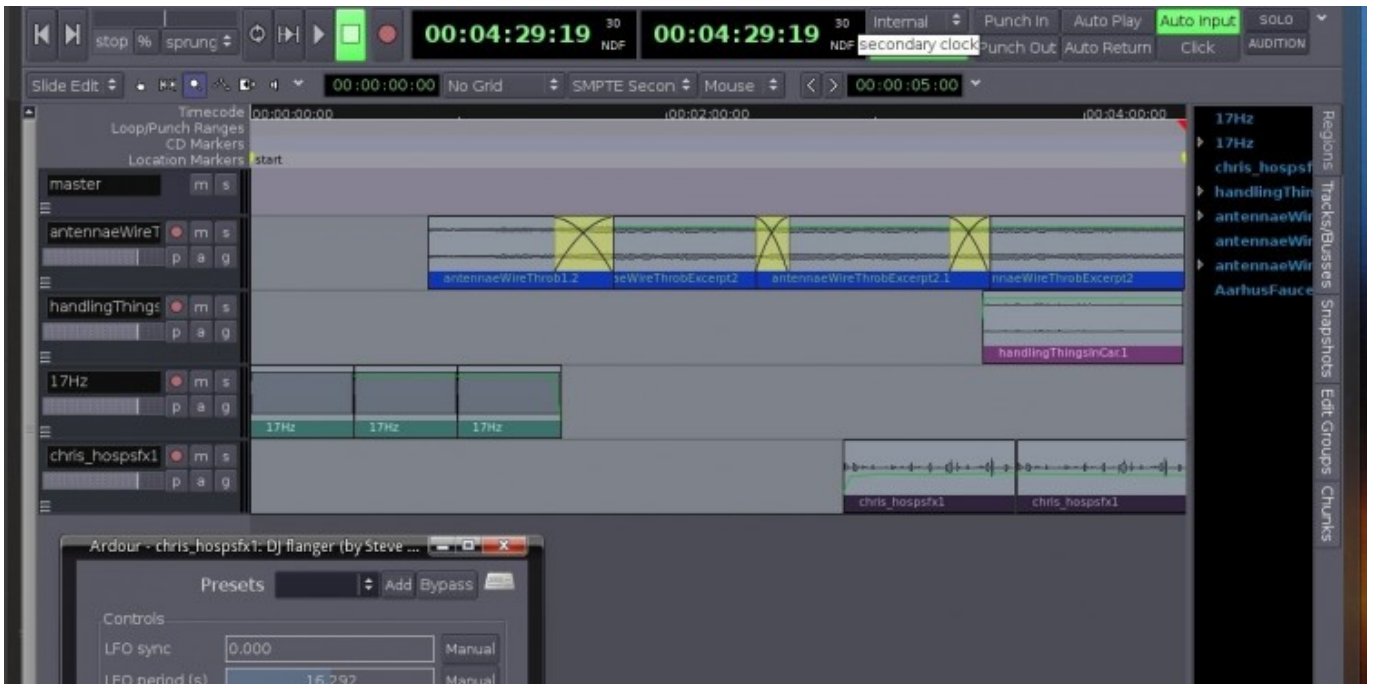 30 30 Internal Punch In Auto Play Auto Input SOLO
stop % sprung 00:04:29:19 NDF 00:04:29:19 NDF secondary clock Punch Out Auto Return Click AUDITION
Slide Edit 00:00:00:00 No Grid SMPTE Secon Mouse < > 00:00:05:00
Timecode 00:00:00:00 00:02:00:00 00:04:00:00
Loop/Punch Ranges
CD Markers
Location Markers start
master m s
antennaeWireT m s
p a g
antennaeWireThrob1.2 aeWireThrobExcerpt2 antennaeWireThrobExcerpt2.1 nnaeWireThrobExcerpt2
handlingThings m s
p a g
handlingThingsInCar.1
17Hz m s
p a g
17Hz 17Hz 17Hz
chris_hospsfx1 m s
p a g
chris_hospsfx1 chris_hospsfx1
17Hz
17Hz
chris_hospsf
handlingThin
antennaeWir
antennaeWir
antennaeWir
AarhusFauce
Regions
Tracks/Busses
Snapshots
Edit Groups
Chunks
Ardour - chris_hospsfx1: DJ flanger (by Steve ...
Presets Add Bypass
Controls
LFO sync 0.000 Manual
LFO period (s) 16.292 Manual